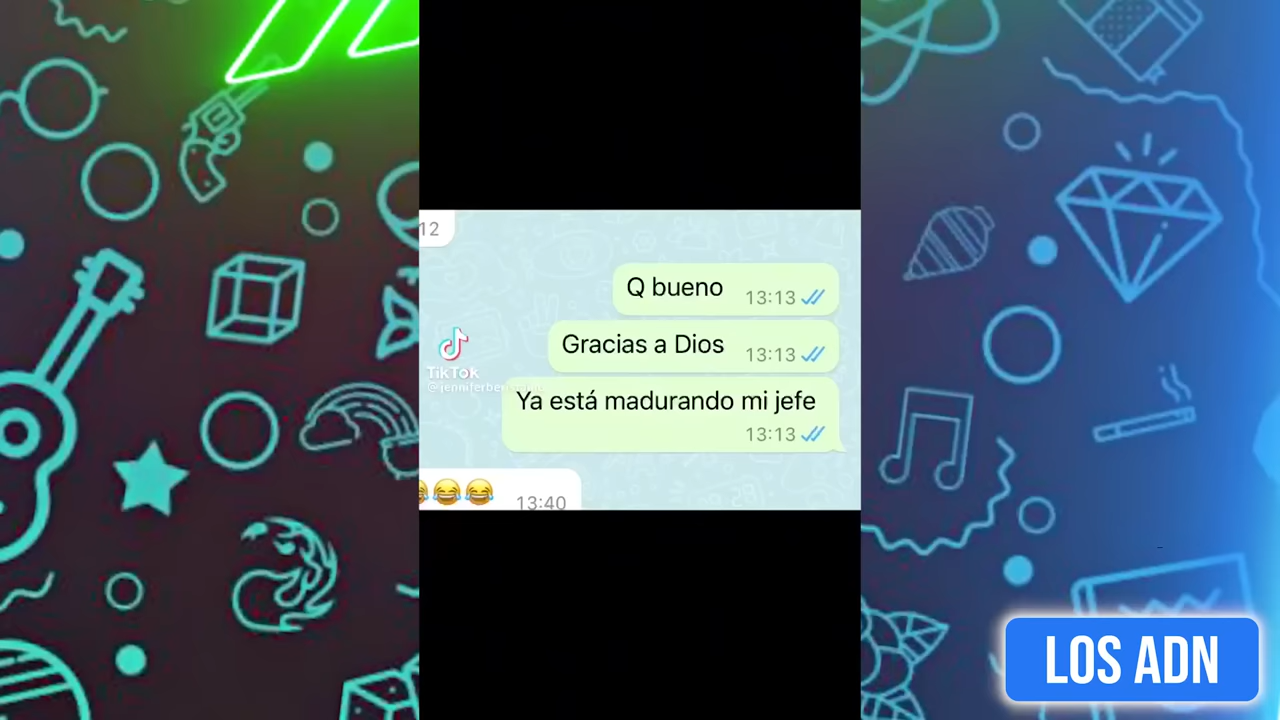 12
Q bueno 13:13
Gracias a Dios 13:13
TikTok
Ya está madurando mi jefe
13:13
😂😂😂 13:40
LOS ADN